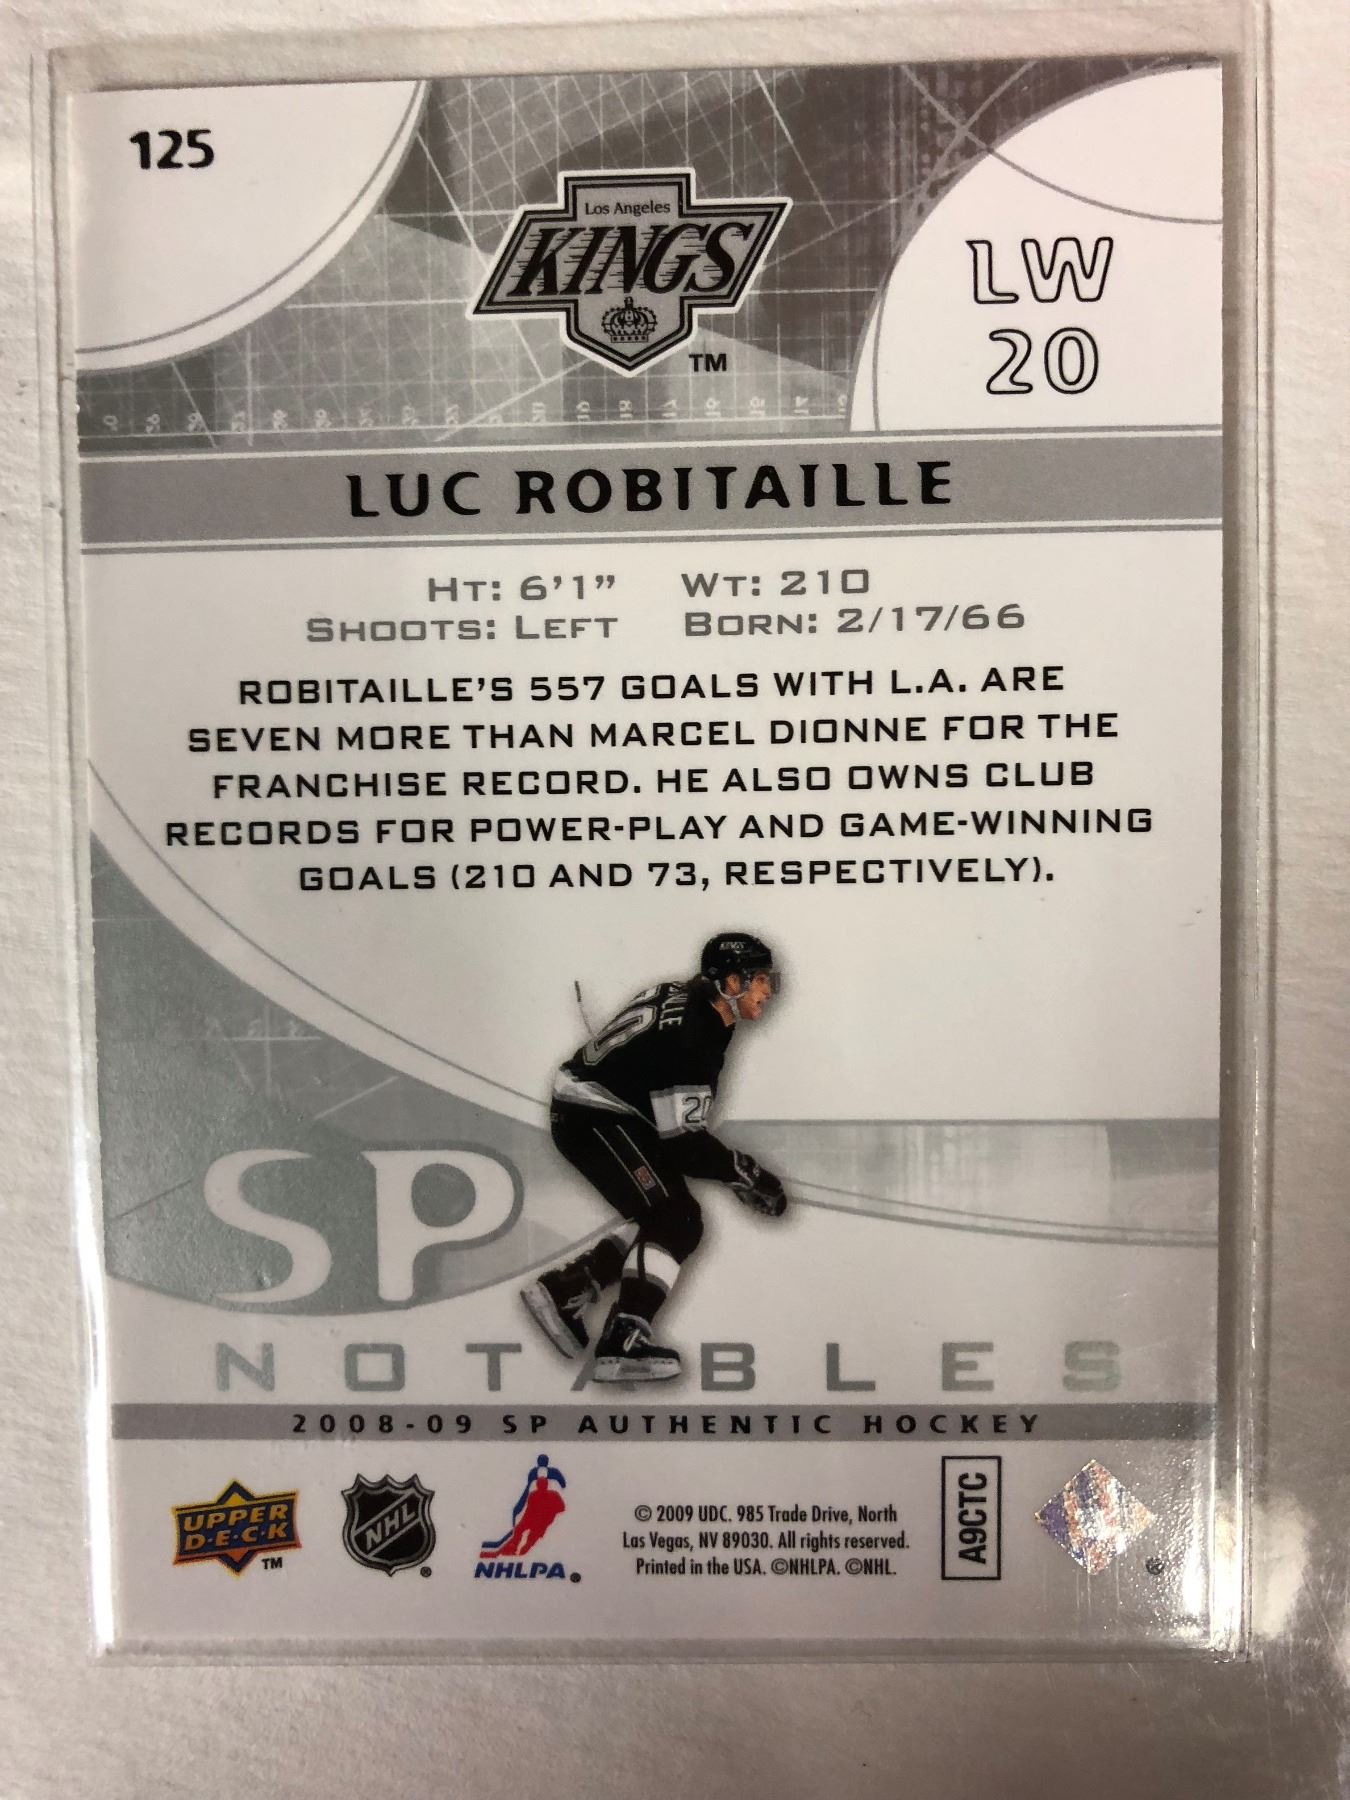 125
Los Angeles
KINGS
TM
LW
20
LUC ROBITAILLE
HT: 6'1" WT: 210
SHOOTS: LEFT BORN: 2/17/66
ROBITAILLE'S 557 GOALS WITH L.A. ARE
SEVEN MORE THAN MARCEL DIONNE FOR THE
FRANCHISE RECORD. HE ALSO OWNS CLUB
RECORDS FOR POWER-PLAY AND GAME-WINNING
GOALS (210 AND 73, RESPECTIVELY).
KINGS
20
20
SP
NOTABLES
2008-09 SP AUTHENTIC HOCKEY
UPPER
D·E·C·K
TM
NHL
®
NHLPA®
© 2009 UDC. 985 Trade Drive, North
Las Vegas, NV 89030. All rights reserved.
Printed in the USA. ©NHLPA. ©NHL.
A9CTC
®